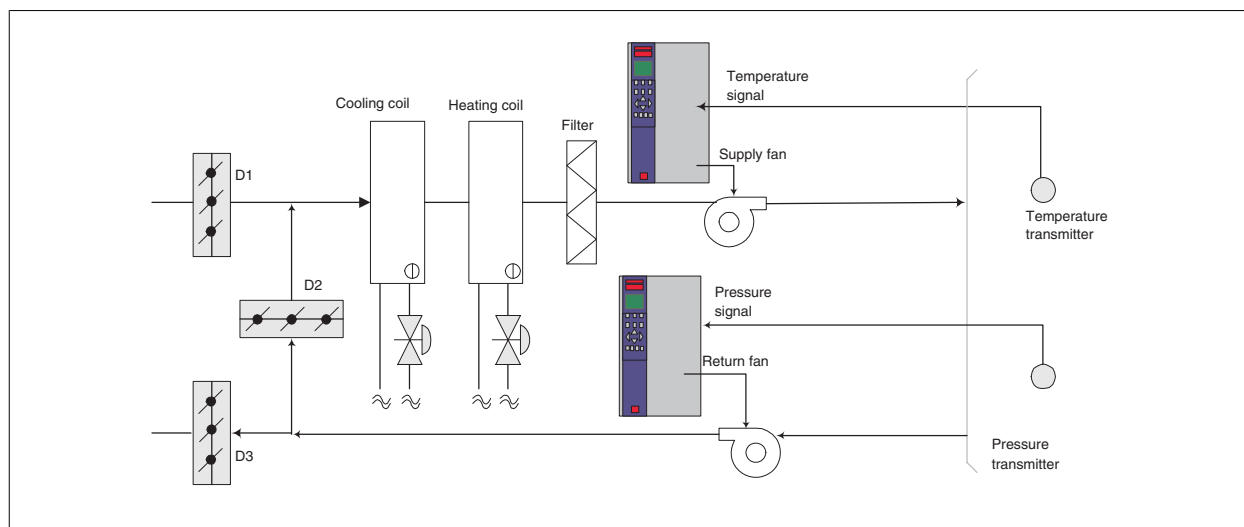 Temperature
signal
Cooling coil
Heating coil
Filter
Supply fan
D1
Temperature
transmitter
D2
Pressure
signal
Return fan
D3
Pressure
transmitter